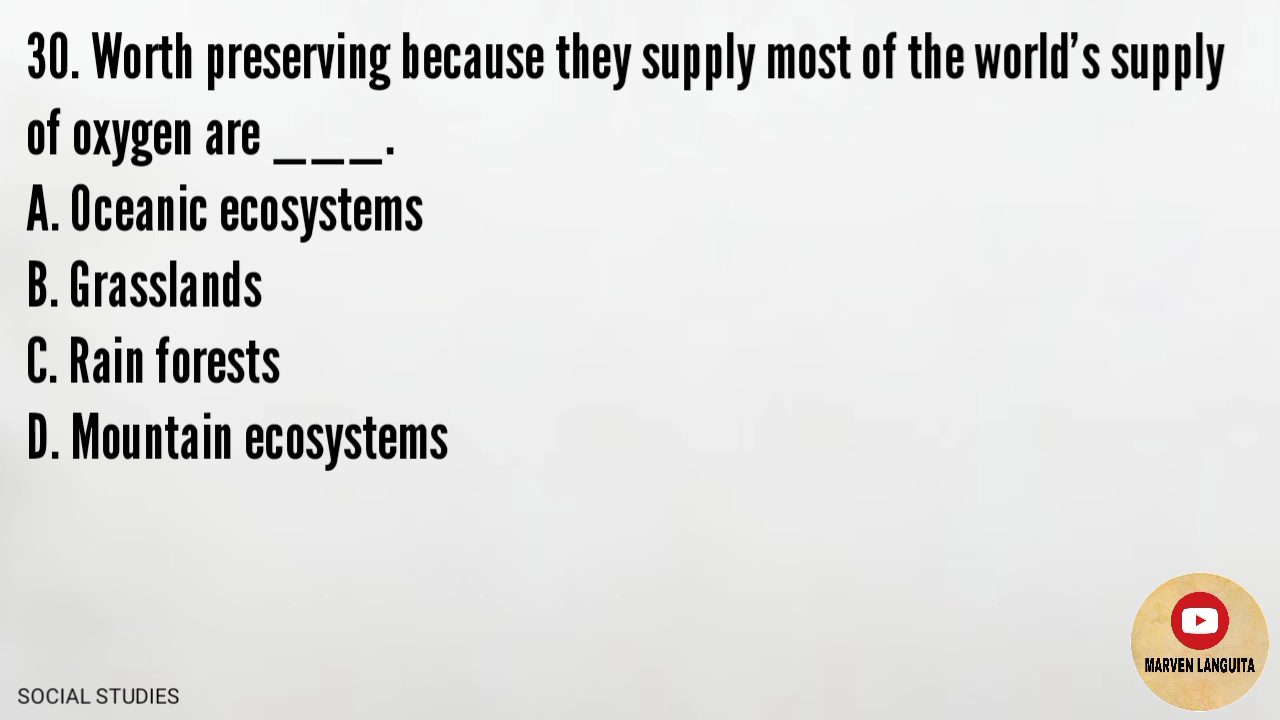 30. Worth preserving because they supply most of the world’s supply
of oxygen are ___.
A. Oceanic ecosystems
B. Grasslands
C. Rain forests
D. Mountain ecosystems
MARVEN LANGUITA
SOCIAL STUDIES